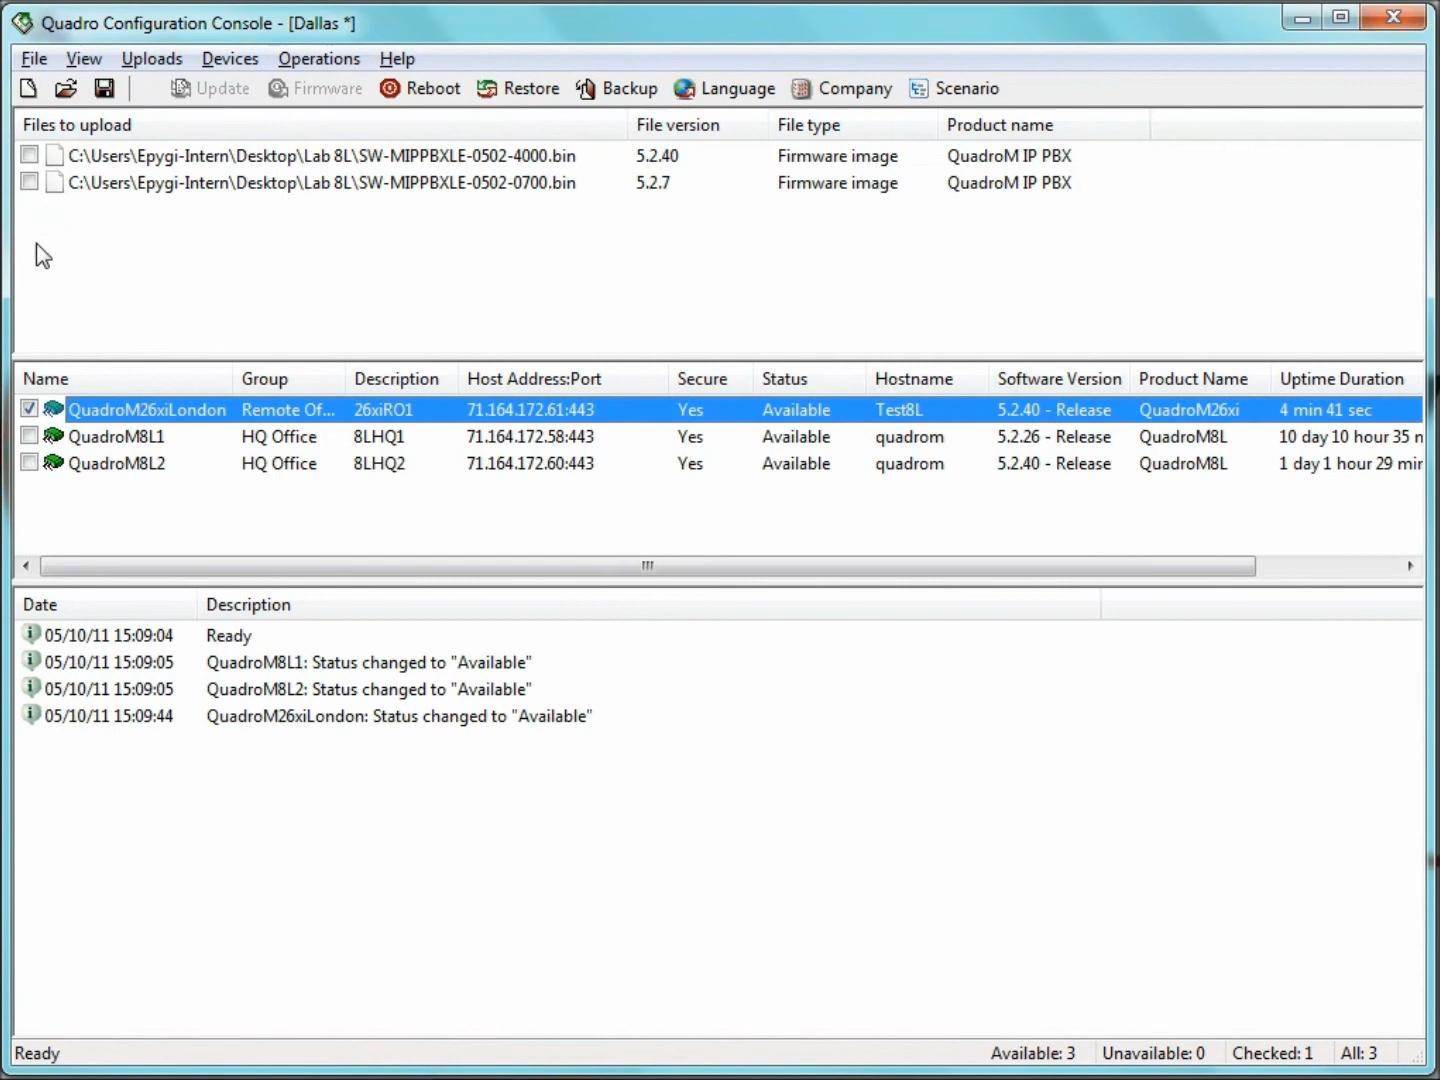 Quadro Configuration Console - [Dallas *]
File View Uploads Devices Operations Help
Update Firmware Reboot Restore Backup Language Company Scenario
Files to upload File version File type Product name
C:\Users\Epygi-Intern\Desktop\Lab 8L\SW-MIPPBXLE-0502-4000.bin 5.2.40 Firmware image QuadroM IP PBX
C:\Users\Epygi-Intern\Desktop\Lab 8L\SW-MIPPBXLE-0502-0700.bin 5.2.7 Firmware image QuadroM IP PBX
Name Group Description Host Address:Port Secure Status Hostname Software Version Product Name Uptime Duration
QuadroM26xiLondon Remote Of... 26xiRO1 71.164.172.61:443 Yes Available Test8L 5.2.40 - Release QuadroM26xi 4 min 41 sec
QuadroM8L1 HQ Office 8LHQ1 71.164.172.58:443 Yes Available quadrom 5.2.26 - Release QuadroM8L 10 day 10 hour 35 n
QuadroM8L2 HQ Office 8LHQ2 71.164.172.60:443 Yes Available quadrom 5.2.40 - Release QuadroM8L 1 day 1 hour 29 mir
Date Description
05/10/11 15:09:04 Ready
05/10/11 15:09:05 QuadroM8L1: Status changed to "Available"
05/10/11 15:09:05 QuadroM8L2: Status changed to "Available"
05/10/11 15:09:44 QuadroM26xiLondon: Status changed to "Available"
Ready Available: 3 Unavailable: 0 Checked: 1 All: 3